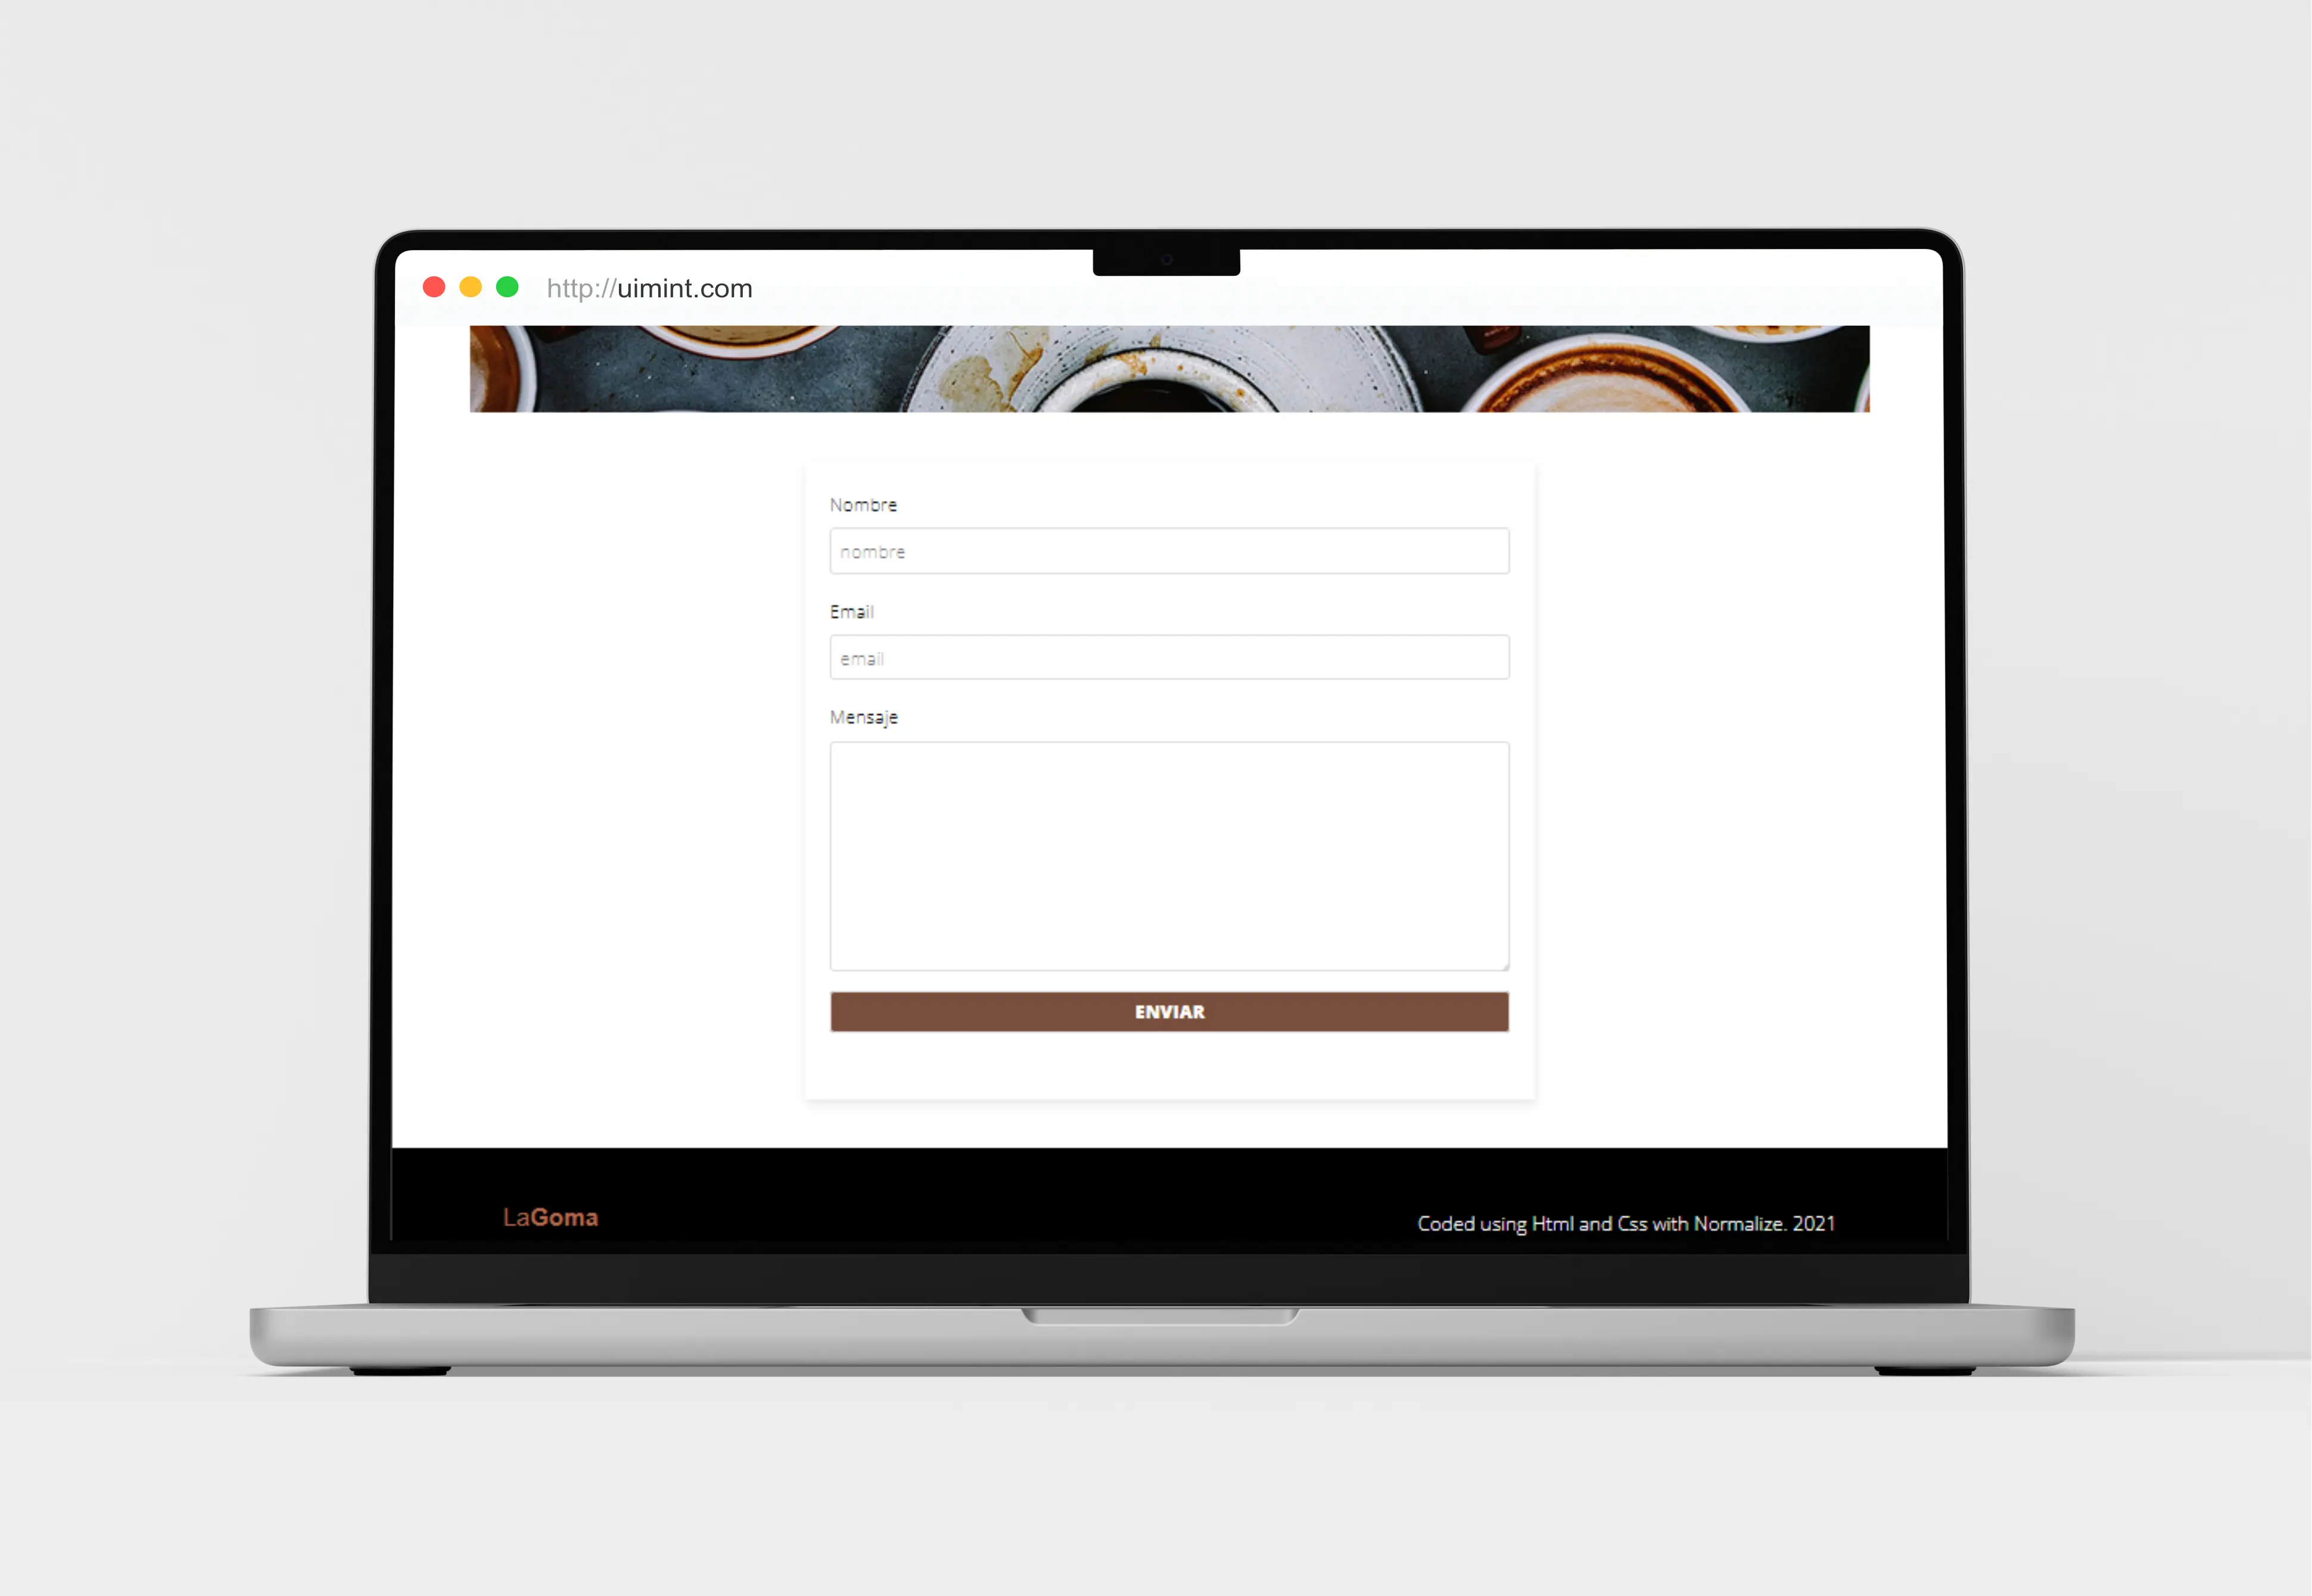 http://uimint.com
Nombre
nombre
Email
email
Mensaje
ENVIAR
LaGoma
Coded using Html and Css with Normalize. 2021